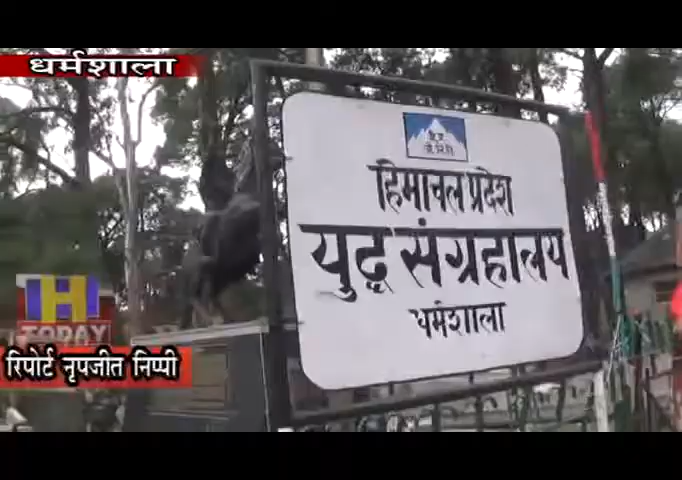 धर्मशाला
हिमाचल प्रदेश
युद्ध संग्रहालय
धर्मशाला
H
TODAY
रिपोर्ट नृपजीत निप्पी